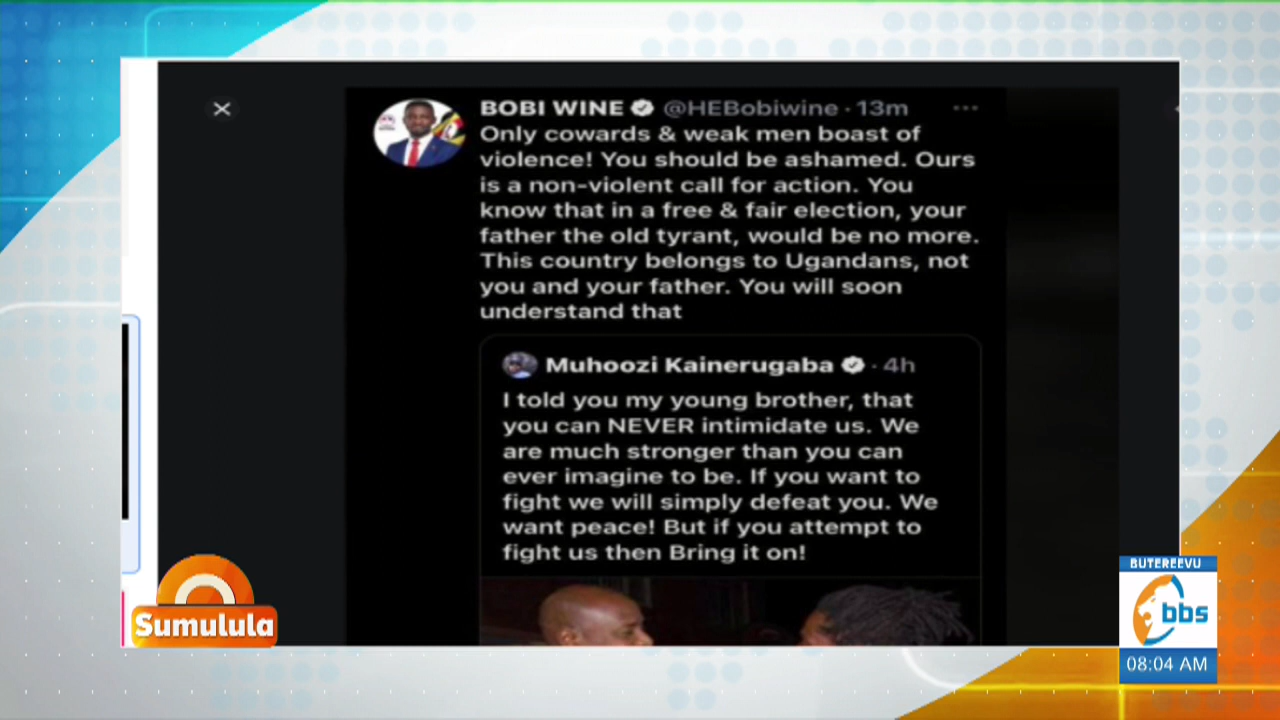 BOBI WINE @HEBobiwine · 13m ···
Only cowards & weak men boast of
violence! You should be ashamed. Ours
is a non-violent call for action. You
know that in a free & fair election, your
father the old tyrant, would be no more.
This country belongs to Ugandans, not
you and your father. You will soon
understand that
Muhoozi Kainerugaba · 4h
I told you my young brother, that
you can NEVER intimidate us. We
are much stronger than you can
ever imagine to be. If you want to
fight we will simply defeat you. We
want peace! But if you attempt to
fight us then Bring it on!
Sumulula
BUTEREEVU
bbs
08:04 AM